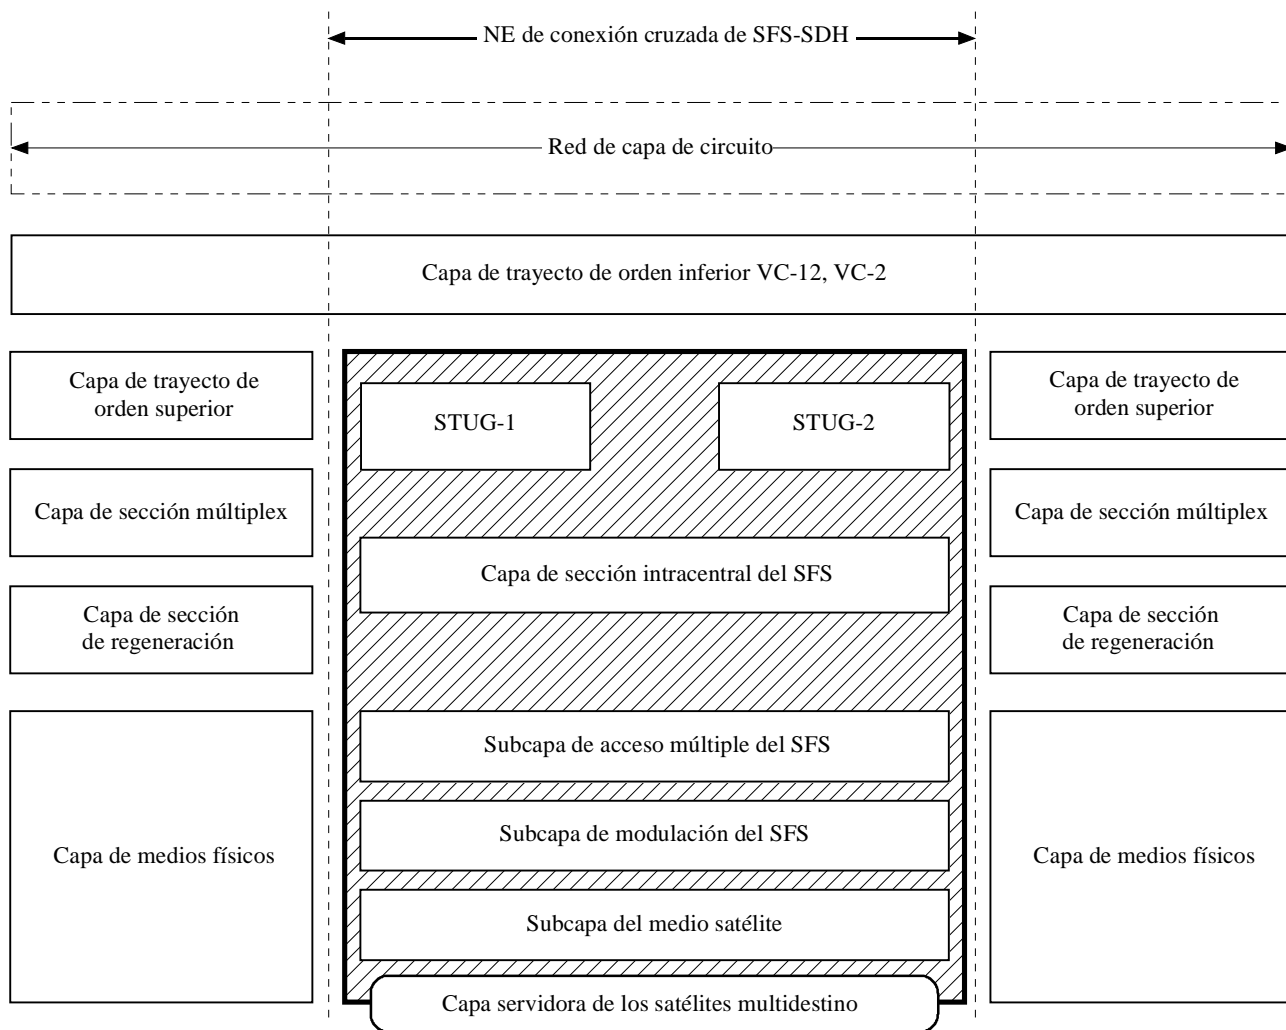 NE de conexión cruzada de SFS-SDH
Red de capa de circuito
Capa de trayecto de orden inferior VC-12, VC-2
Capa de trayecto de
orden superior
STUG-1
STUG-2
Capa de trayecto de
orden superior
Capa de sección múltiplex
Capa de sección múltiplex
Capa de sección intracentral del SFS
Capa de sección
de regeneración
Capa de sección
de regeneración
Subcapa de acceso múltiple del SFS
Subcapa de modulación del SFS
Capa de medios físicos
Capa de medios físicos
Subcapa del medio satélite
Capa servidora de los satélites multidestino